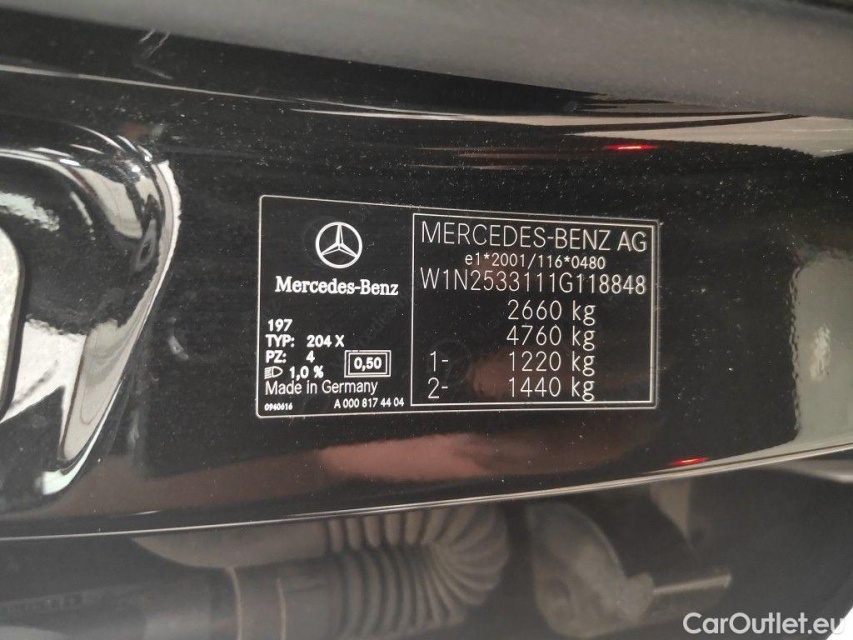 Mercedes-Benz
197
TYP: 204 X
PZ: 4
1,0 %
0,50
Made in Germany
0940616
A 000 817 44 04
MERCEDES-BENZ AG
e1*2001/116*0480
W1N2533111G118848
2660 kg
4760 kg
1- 1220 kg
2- 1440 kg
CarOutlet.eu